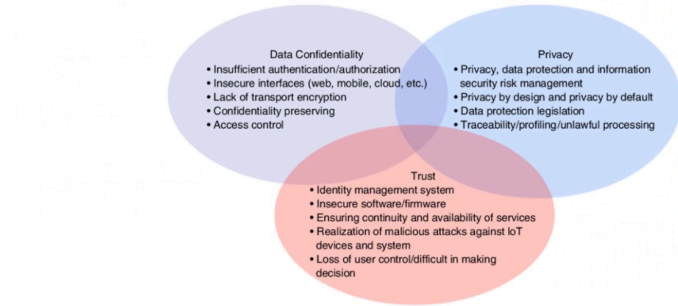 Data Confidentiality
• Insufficient authentication/authorization
• Insecure interfaces (web, mobile, cloud, etc.)
• Lack of transport encryption
• Confidentiality preserving
• Access control
Privacy
• Privacy, data protection and information
security risk management
• Privacy by design and privacy by default
• Data protection legislation
• Traceability/profiling/unlawful processing
Trust
• Identity management system
• Insecure software/firmware
• Ensuring continuity and availability of services
• Realization of malicious attacks against IoT
devices and system
• Loss of user control/difficult in making
decision